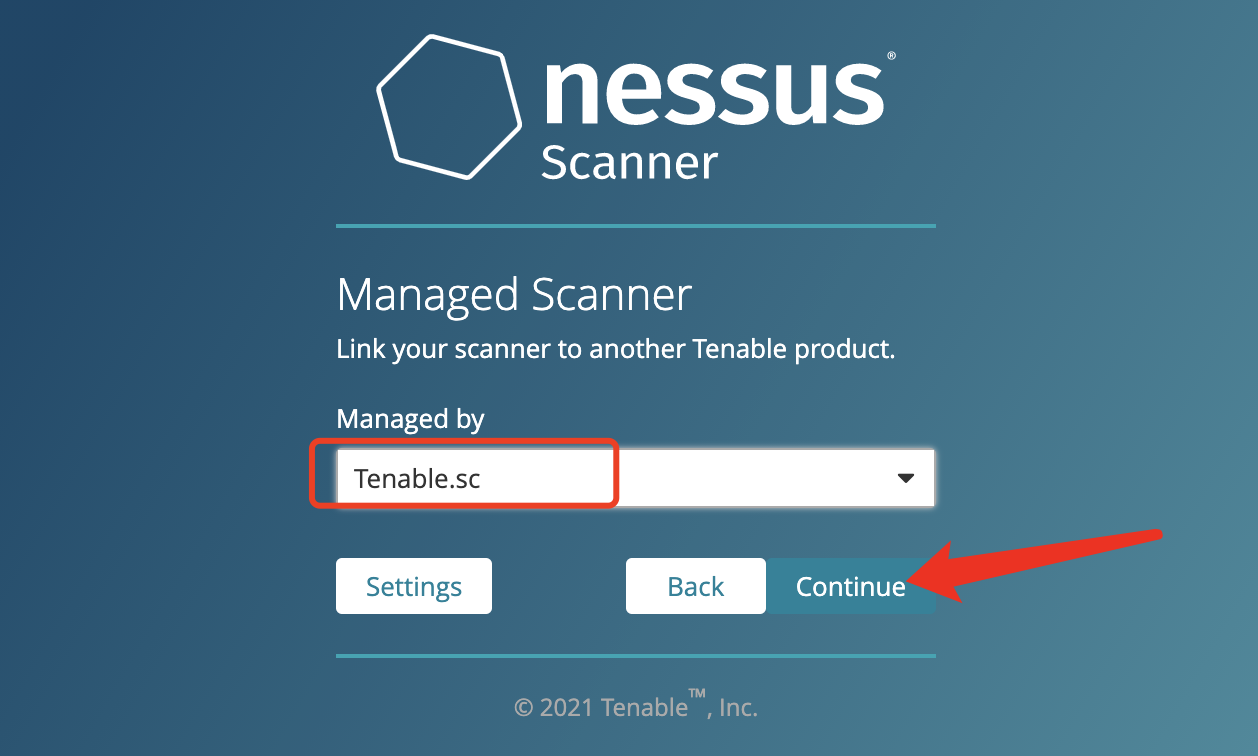 nessus®
Scanner
Managed Scanner
Link your scanner to another Tenable product.
Managed by
Tenable.sc
Settings Back Continue
© 2021 Tenable™, Inc.